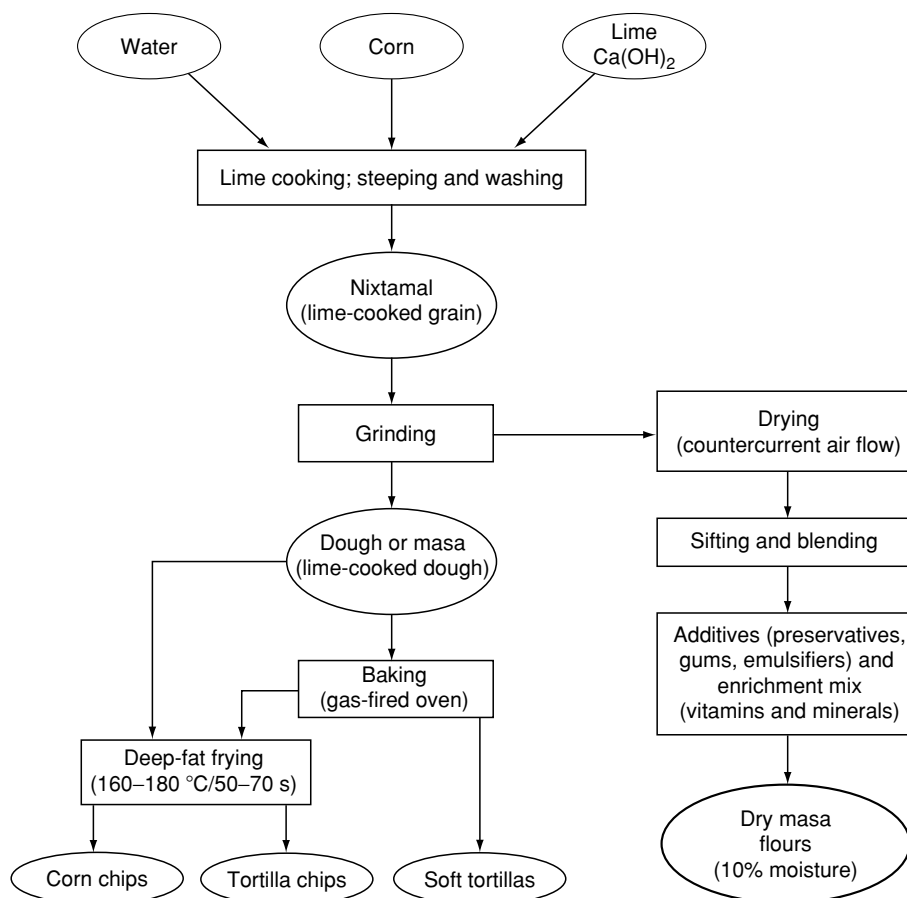 Water
Corn
Lime
Ca(OH)₂
Lime cooking; steeping and washing
Nixtamal
(lime-cooked grain)
Grinding
Drying
(countercurrent air flow)
Dough or masa
(lime-cooked dough)
Sifting and blending
Baking
(gas-fired oven)
Additives (preservatives,
gums, emulsifiers) and
enrichment mix
(vitamins and minerals)
Deep-fat frying
(160–180 °C/50–70 s)
Corn chips
Tortilla chips
Soft tortillas
Dry masa
flours
(10% moisture)